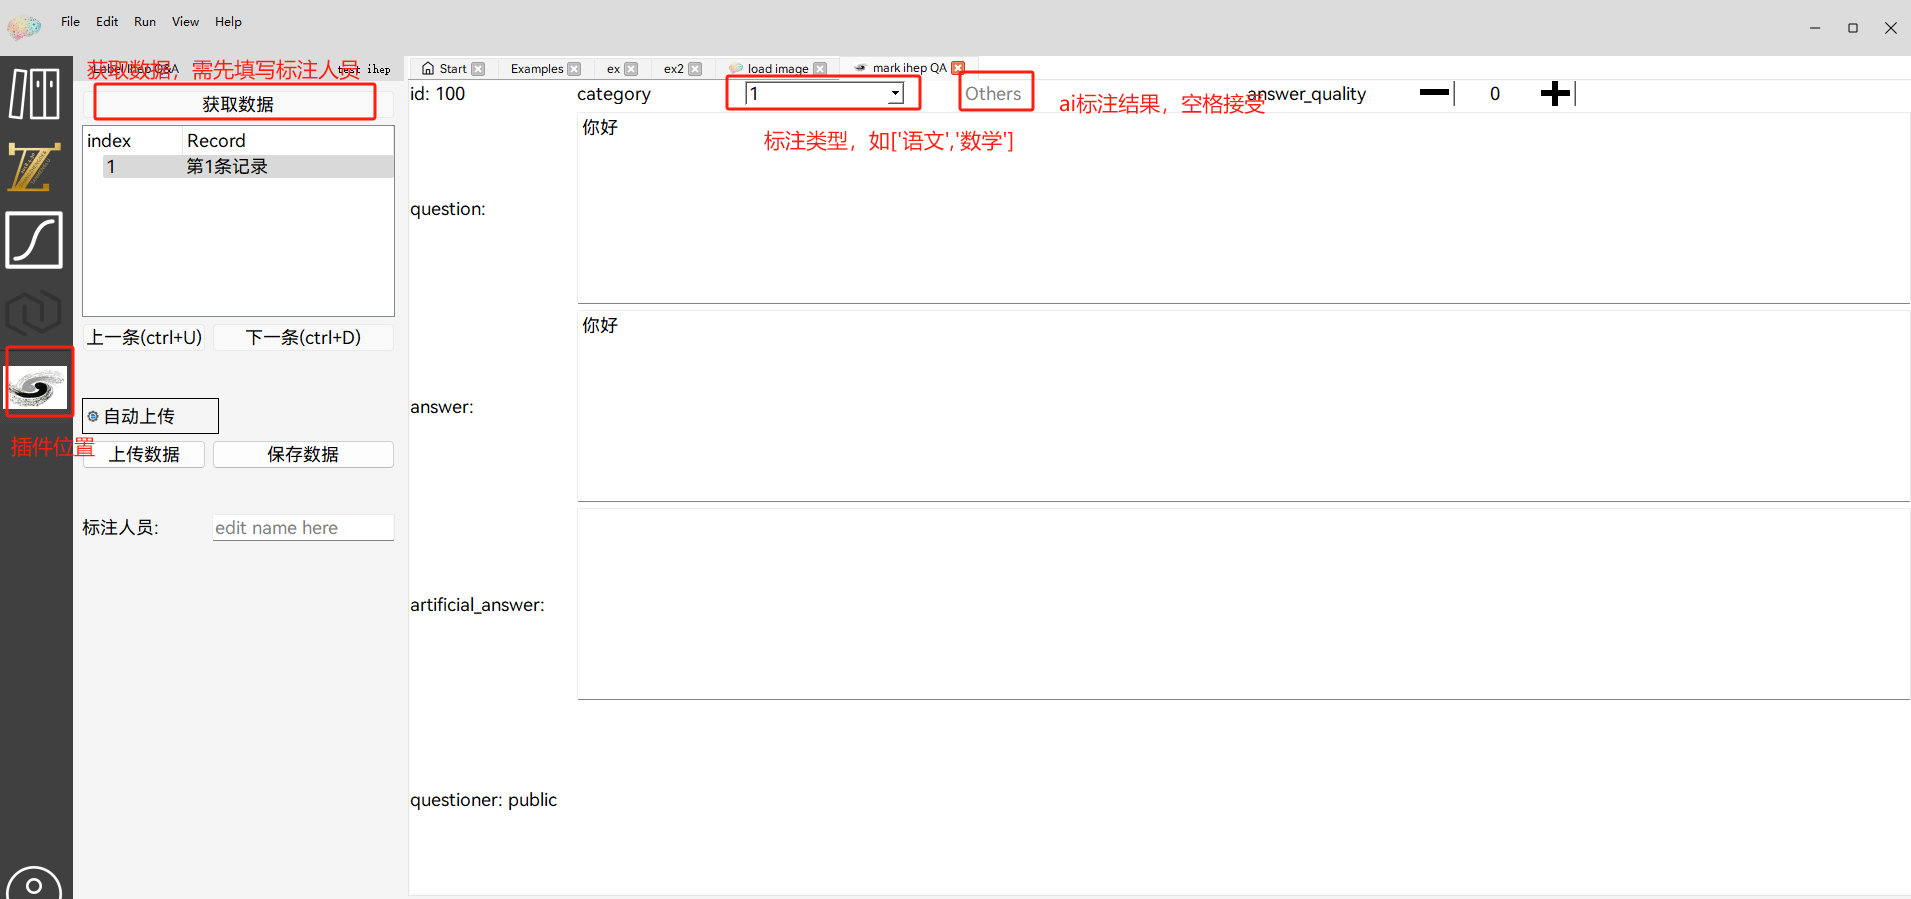 File Edit Run View Help
获取数据，需先填写标注人员
test ihep
Start Examples ex ex2 load image mark ihep QA
获取数据
id: 100 category 1 Others answer_quality 0
ai标注结果，空格接受
标注类型，如['语文','数学']
index Record
1 第1条记录
上一条(ctrl+U) 下一条(ctrl+D)
自动上传
插件位置
上传数据 保存数据
标注人员: edit name here
question:
你好
answer:
你好
artificial_answer:
questioner: public